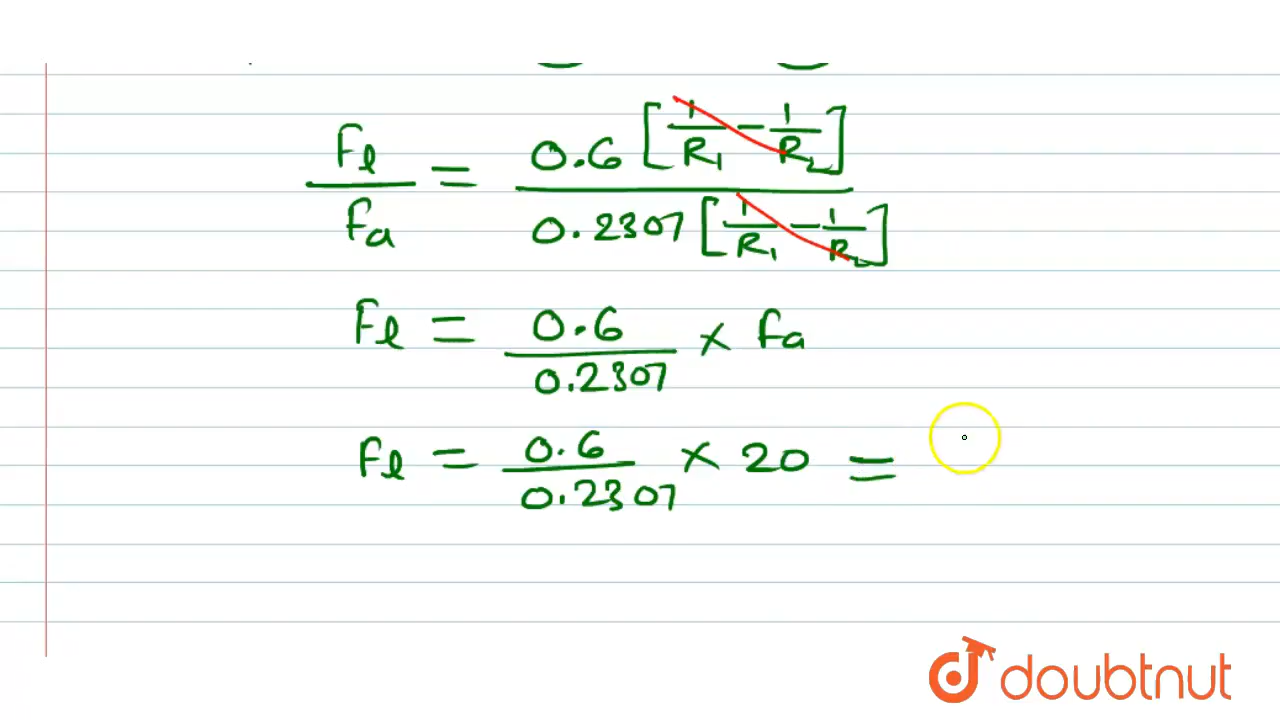 Fl/Fa = 0.6 [1/R1 − 1/R2] / 0.2307 [1/R1 − 1/R2]
Fl = 0.6/0.2307 × Fa
Fl = 0.6/0.2307 × 20 =
doubtnut